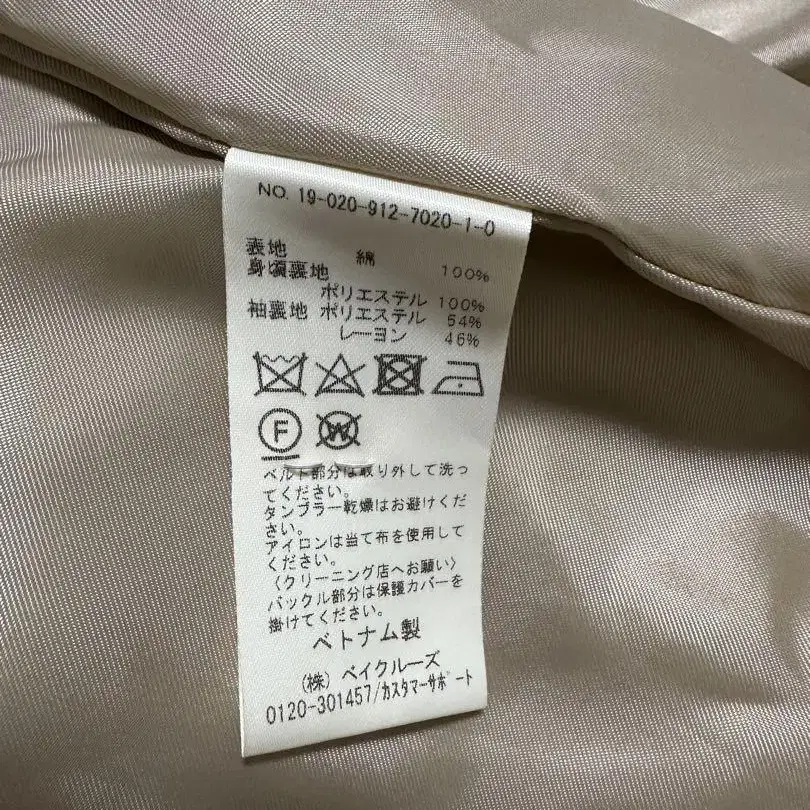 NO. 19-020-912-7020-1-0
表地 綿 100%
身頃裏地
ポリエステル 100%
袖裏地 ポリエステル 54%
レーヨン 46%
F W
ベルト部分は取り外して洗っ
てください。
タンブラー乾燥はお避けくだ
さい。
アイロンは当て布を使用して
ください。
〈クリーニング店へお願い〉
バックル部分は保護カバーを
掛けてください。
ベトナム製
(株) ベイクルーズ
0120-301457/カスタマーサポート